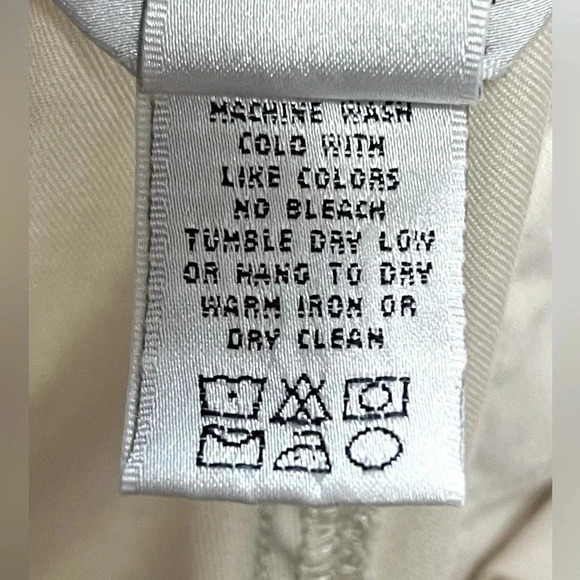 MACHINE WASH
COLD WITH
LIKE COLORS
NO BLEACH
TUMBLE DRY LOW
OR HANG TO DRY
WARM IRON OR
DRY CLEAN